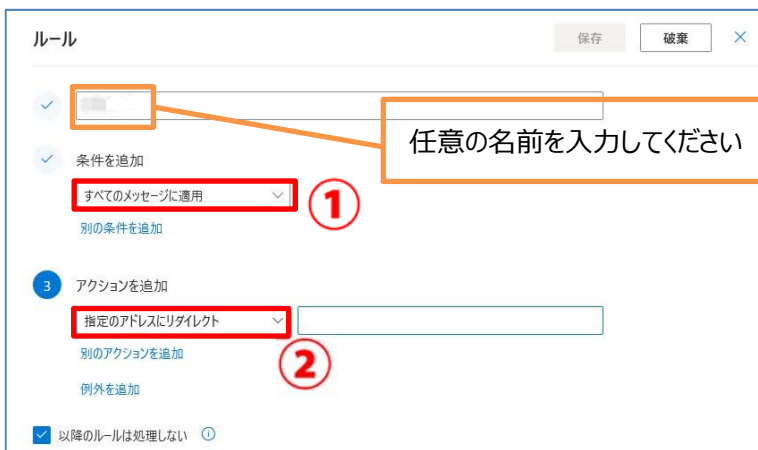 ルール
保存
破棄
任意の名前を入力してください
条件を追加
すべてのメッセージに適用
①
別の条件を追加
3
アクションを追加
指定のアドレスにリダイレクト
②
別のアクションを追加
例外を追加
以降のルールは処理しない